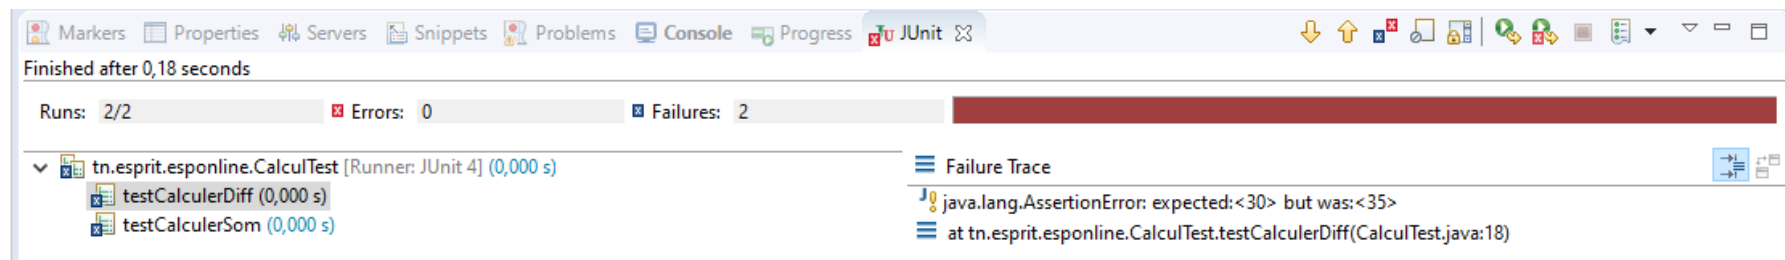 Markers Properties Servers Snippets Problems Console Progress JUnit
Finished after 0,18 seconds
Runs: 2/2 Errors: 0 Failures: 2
tn.esprit.esponline.CalculTest [Runner: JUnit 4] (0,000 s)
testCalculerDiff (0,000 s)
testCalculerSom (0,000 s)
Failure Trace
java.lang.AssertionError: expected:<30> but was:<35>
at tn.esprit.esponline.CalculTest.testCalculerDiff(CalculTest.java:18)